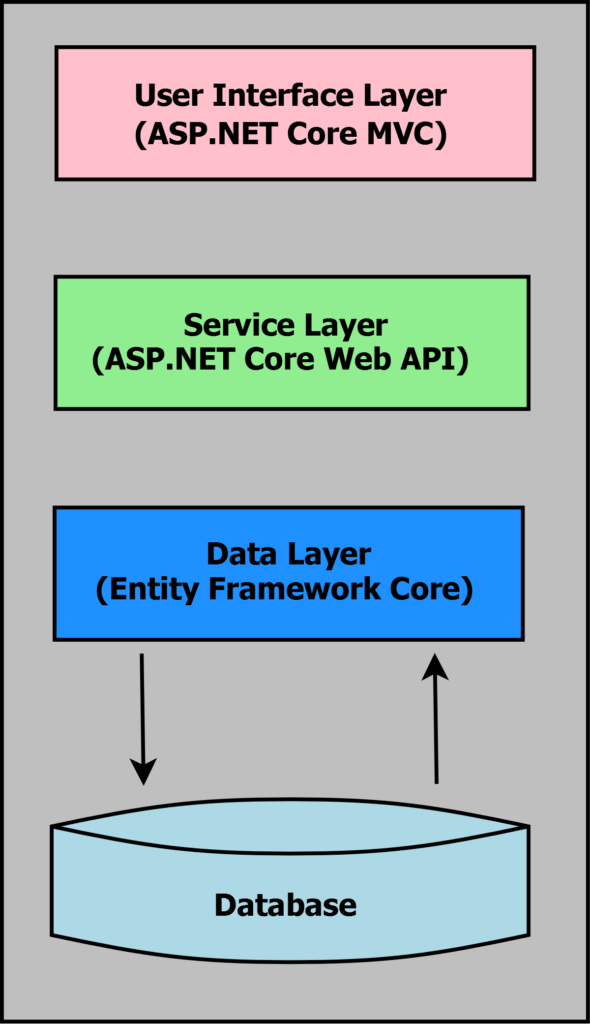 User Interface Layer
(ASP.NET Core MVC)
Service Layer
(ASP.NET Core Web API)
Data Layer
(Entity Framework Core)
Database